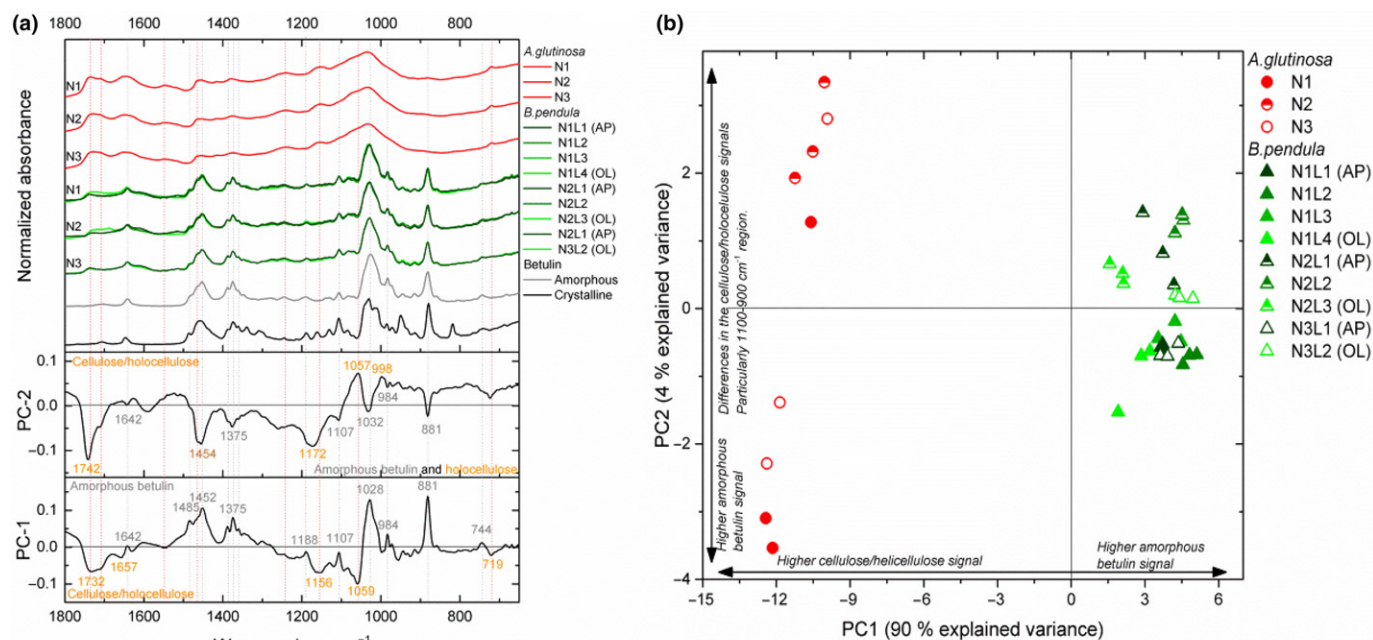 (a)
1800 1600 1400 1200 1000 800
Normalized absorbance
N1
N2
N3
N1
N2
N3
A.glutinosa
N1
N2
N3
B.pendula
N1L1 (AP)
N1L2
N1L3
N1L4 (OL)
N2L1 (AP)
N2L2
N2L3 (OL)
N2L1 (AP)
N3L2 (OL)
Betulin
Amorphous
Crystalline
PC-2
0.1
0.0
−0.1
Cellulose/holocellulose
1057
998
984
1642
1375
1107
1032
881
1742
1454
1172
Amorphous betulin and holocellulose
PC-1
0.1
0.0
−0.1
Amorphous betulin
1452
1485
1375
1028
881
1642
1188
1107
984
744
1657
1732
1156
1059
719
Cellulose/holocellulose
1800 1600 1400 1200 1000 800
(b)
PC2 (4 % explained variance)
2
0
−2
−4
Differences in the cellulose/holocelulose signals
Particularly 1100-900 cm⁻¹ region.
Higher amorphous
betulin signal
Higher cellulose/helicellulose signal
Higher amorphous
betulin signal
−15 −12 −9 −6 −3 0 3 6
PC1 (90 % explained variance)
A.glutinosa
N1
N2
N3
B.pendula
N1L1 (AP)
N1L2
N1L3
N1L4 (OL)
N2L1 (AP)
N2L2
N2L3 (OL)
N3L1 (AP)
N3L2 (OL)